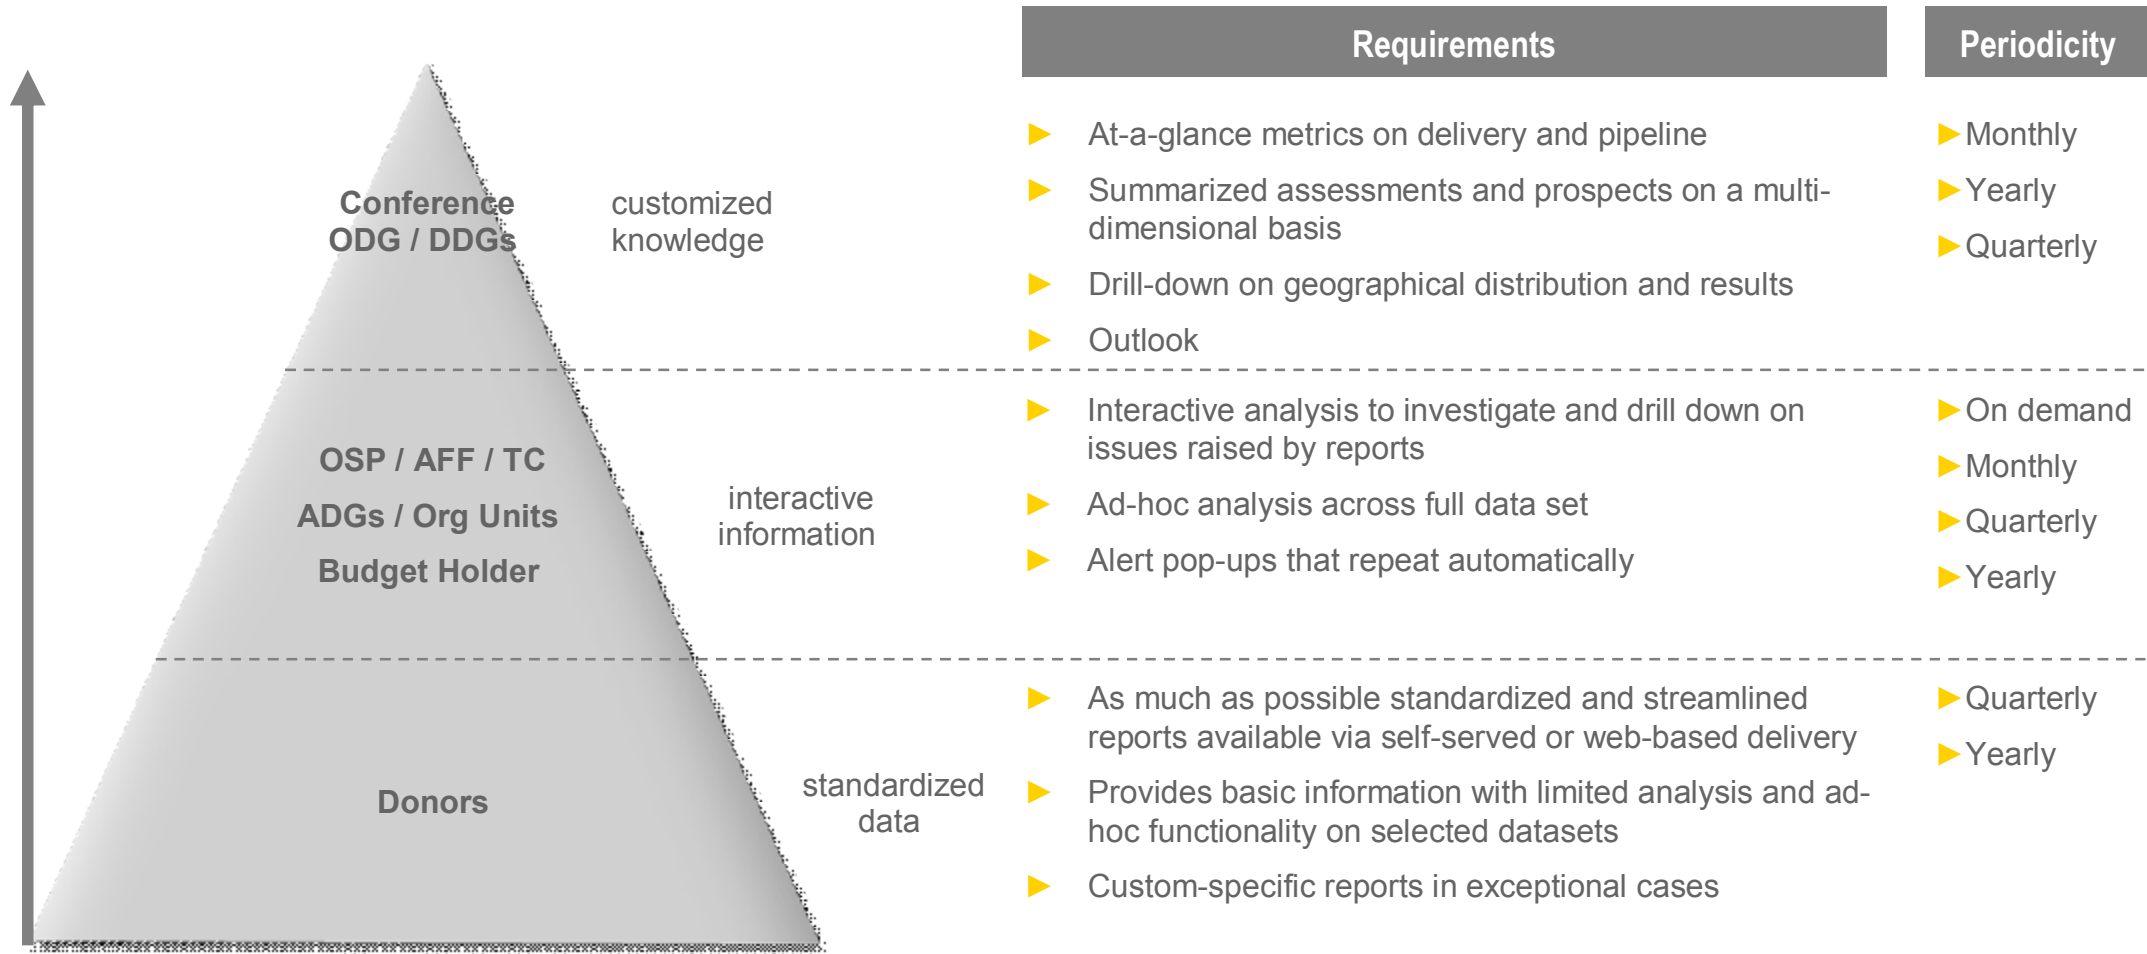 Requirements
Periodicity
Conference
ODG / DDGs
customized
knowledge
► At-a-glance metrics on delivery and pipeline
► Summarized assessments and prospects on a multi-
dimensional basis
► Drill-down on geographical distribution and results
► Outlook
► Monthly
► Yearly
► Quarterly
OSP / AFF / TC
ADGs / Org Units
Budget Holder
interactive
information
► Interactive analysis to investigate and drill down on
issues raised by reports
► Ad-hoc analysis across full data set
► Alert pop-ups that repeat automatically
► On demand
► Monthly
► Quarterly
► Yearly
Donors
standardized
data
► As much as possible standardized and streamlined
reports available via self-served or web-based delivery
► Provides basic information with limited analysis and ad-
hoc functionality on selected datasets
► Custom-specific reports in exceptional cases
► Quarterly
► Yearly